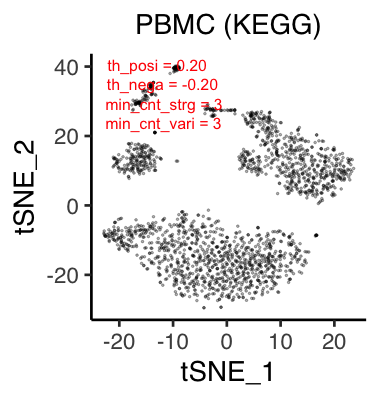 PBMC (KEGG)
th_posi = 0.20
th_nega = -0.20
min_cnt_strg = 3
min_cnt_vari = 3
40
20
0
-20
tSNE_2
-20 -10 0 10 20
tSNE_1